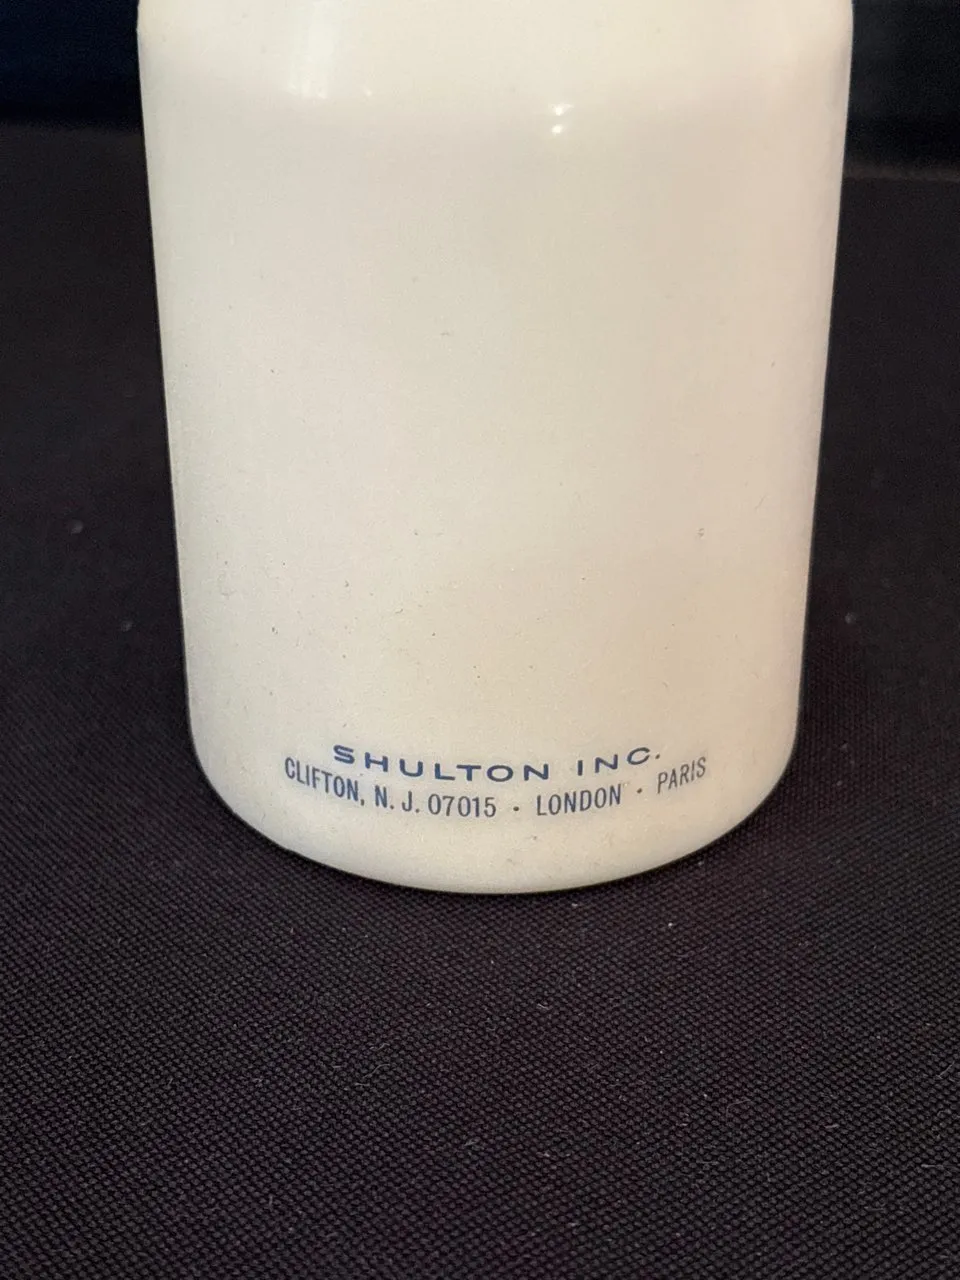 SHULTON INC.
CLIFTON, N. J. 07015 · LONDON · PARIS